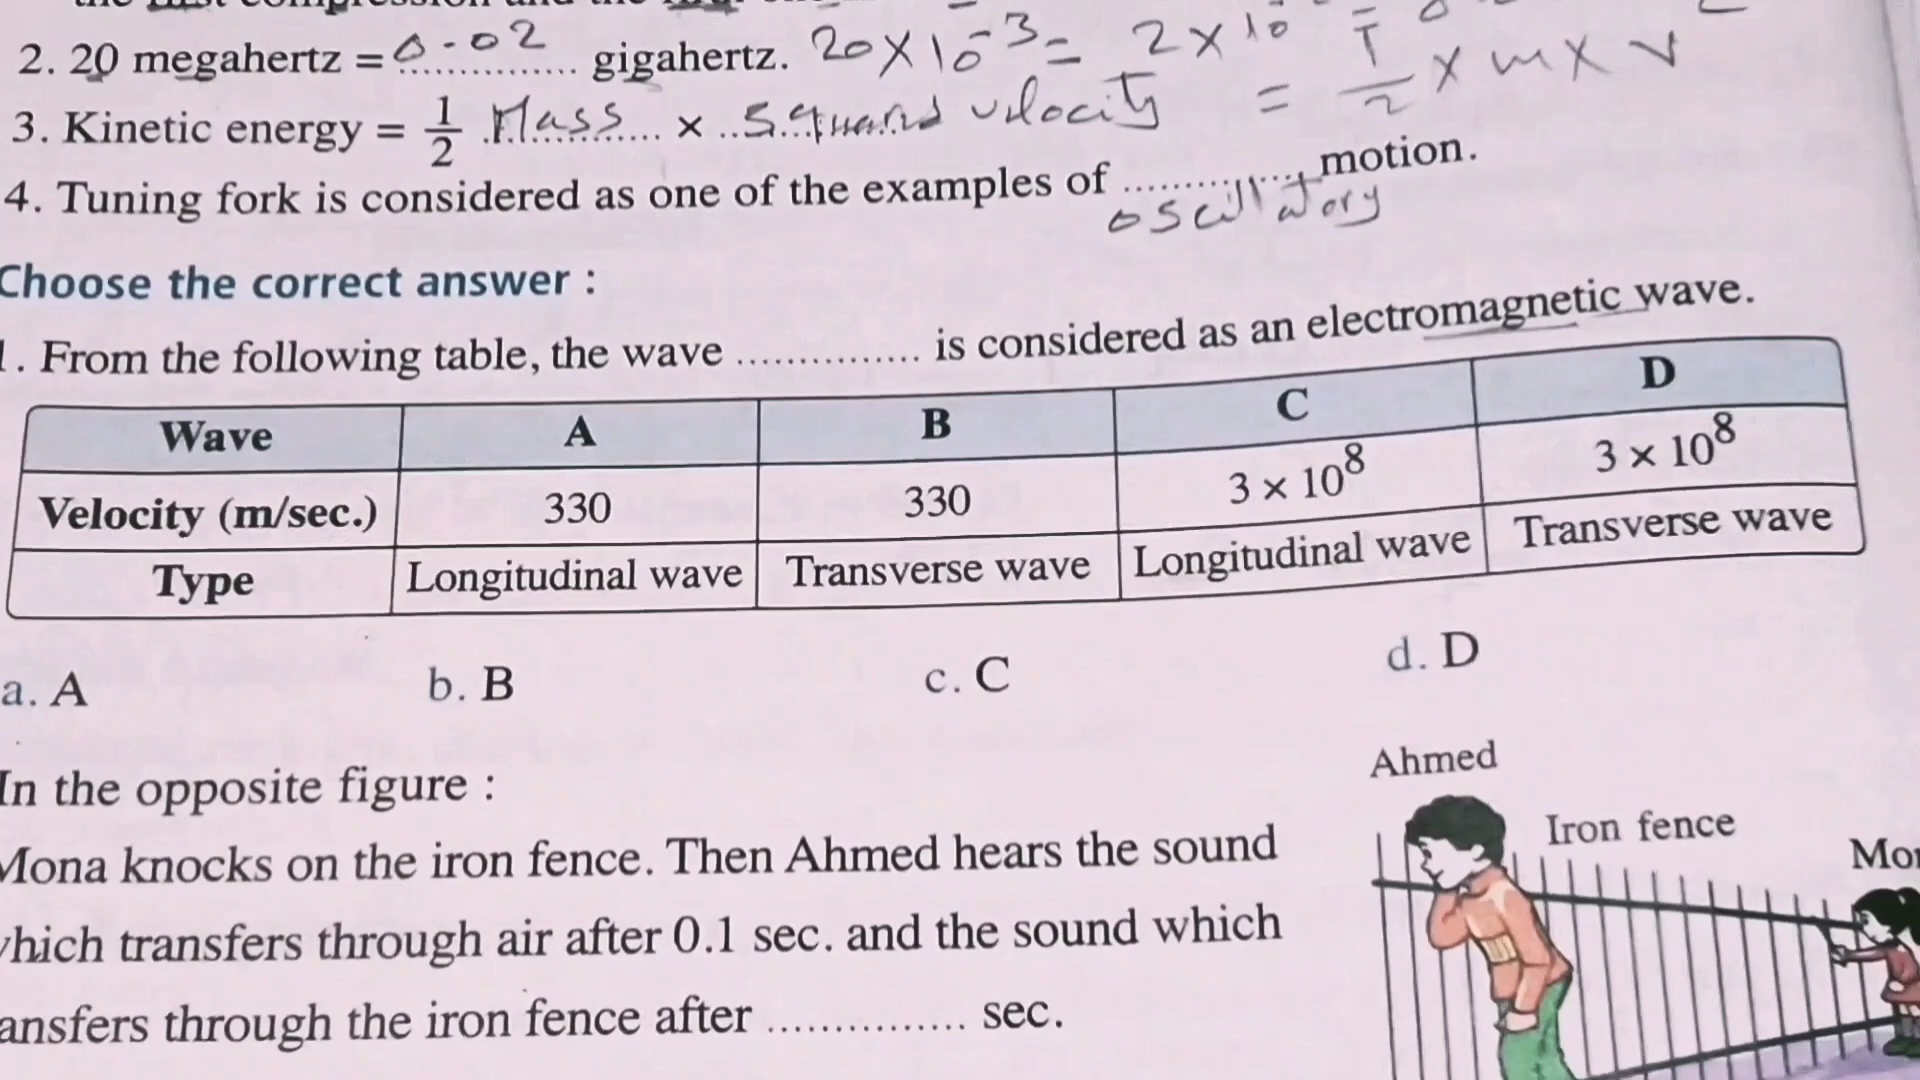 2. 20 megahertz = 0.02 gigahertz. 20 × 10⁻³ = 2 × 10
3. Kinetic energy = 1/2 Mass × squared velocity = 1/2 × m × v
4. Tuning fork is considered as one of the examples of .............. motion.
oscillatory
Choose the correct answer :
1. From the following table, the wave .............. is considered as an electromagnetic wave.
Wave A B C D
Velocity (m/sec.) 330 330 3 × 10⁸ 3 × 10⁸
Type Longitudinal wave Transverse wave Longitudinal wave Transverse wave
a. A b. B c. C d. D
In the opposite figure :
Mona knocks on the iron fence. Then Ahmed hears the sound
which transfers through air after 0.1 sec. and the sound which
ansfers through the iron fence after ............... sec.
Ahmed
Iron fence